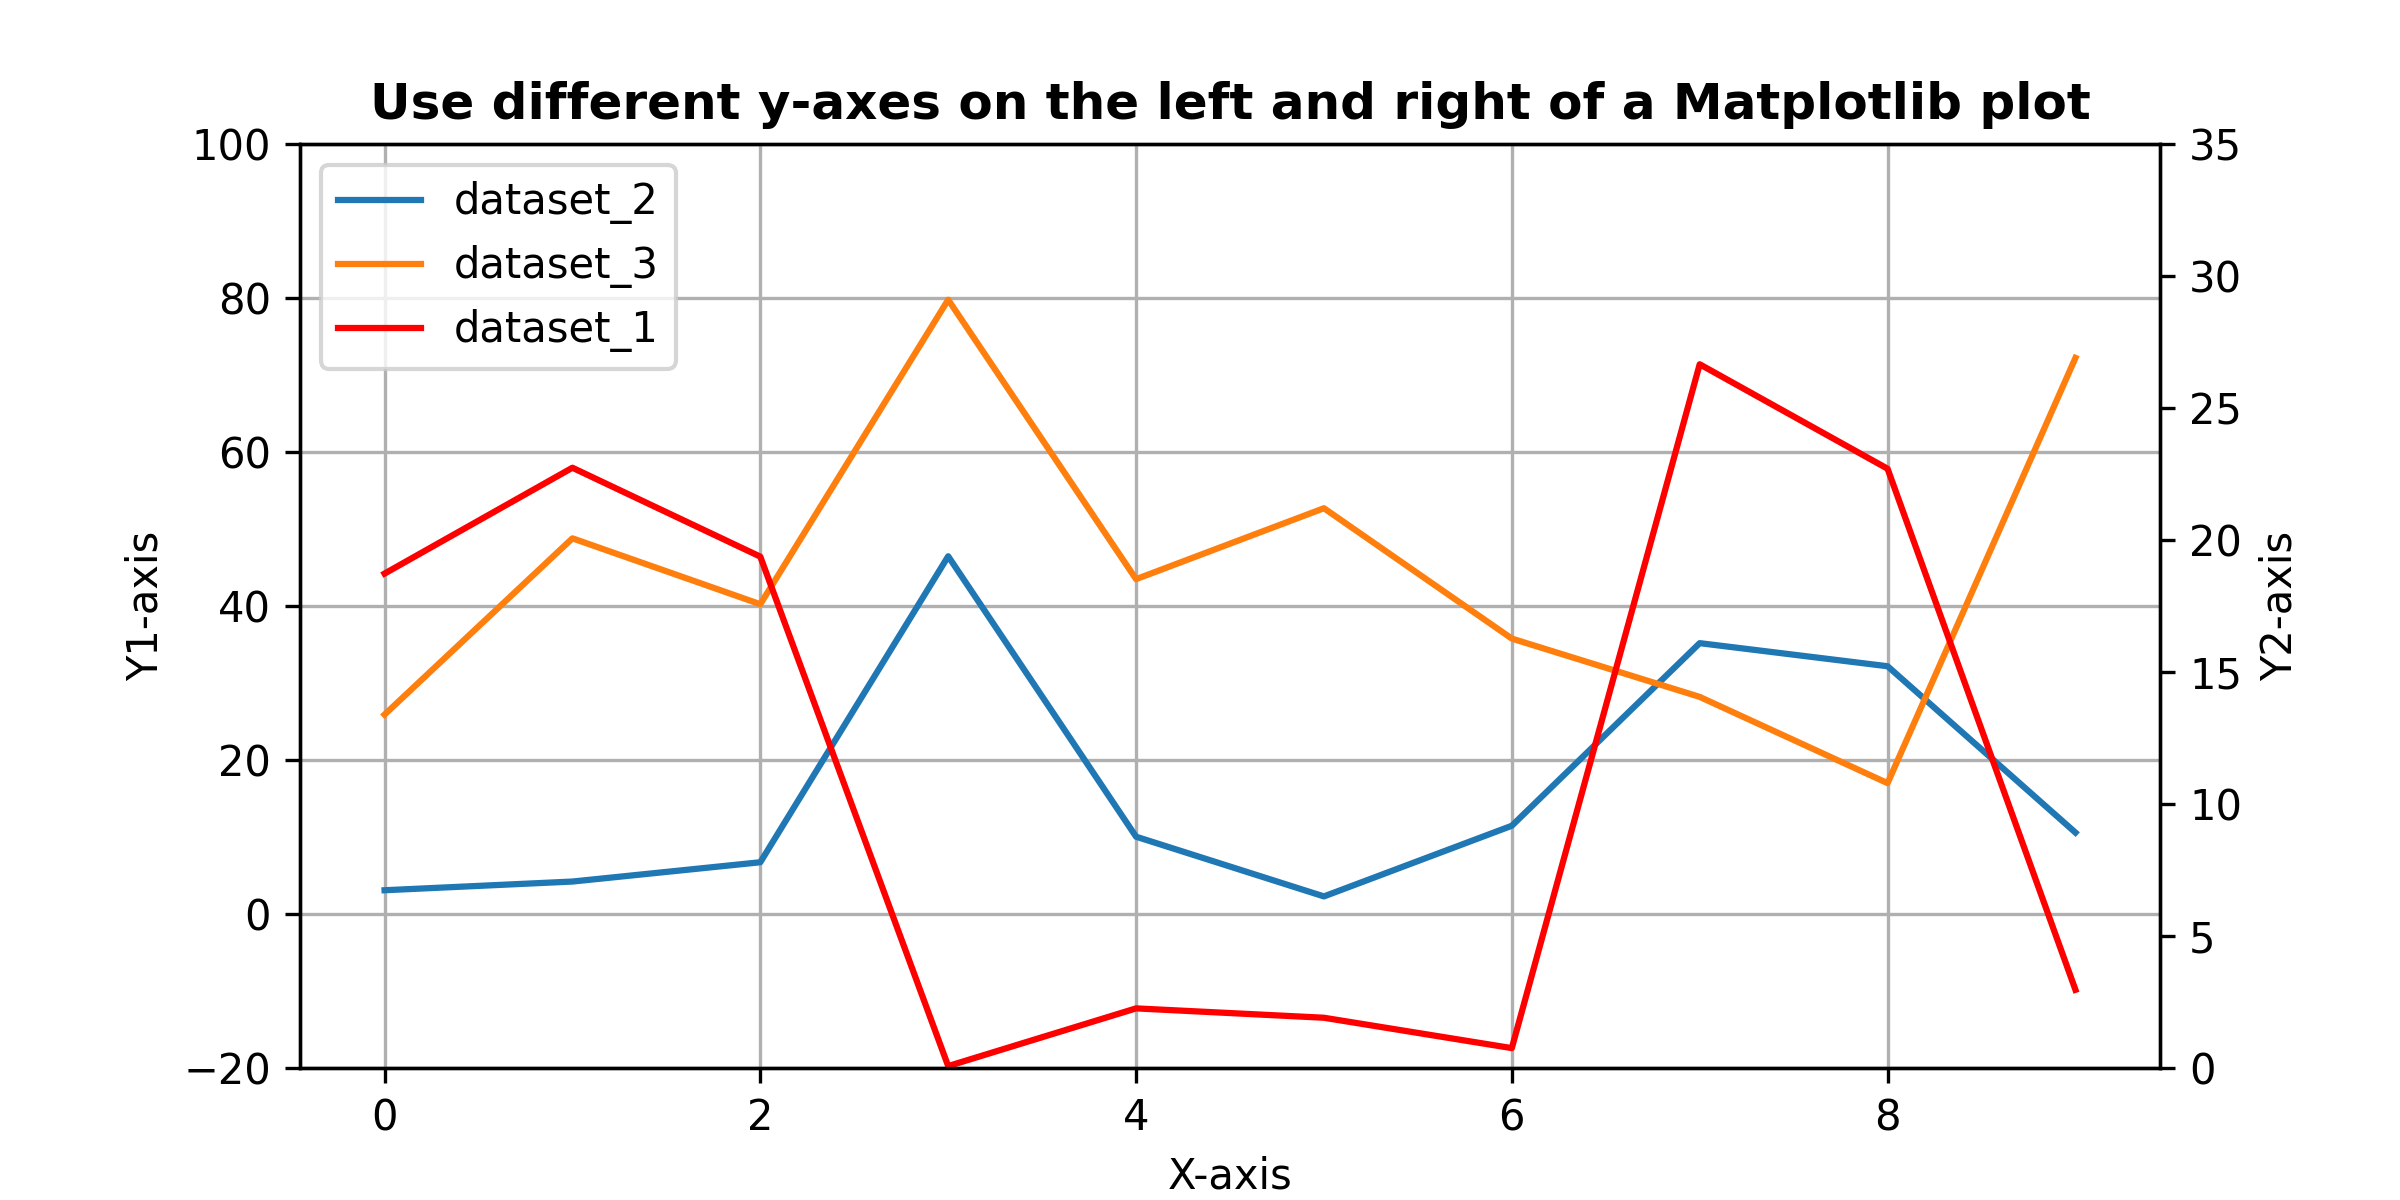 Use different y-axes on the left and right of a Matplotlib plot
dataset_2
dataset_3
dataset_1
100
80
60
40
20
0
−20
Y1-axis
35
30
25
20
15
10
5
0
Y2-axis
0 2 4 6 8
X-axis